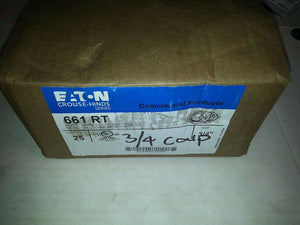 EATON
CROUSE-HINDS
SERIES
Commercial Products
661 RT
25
3/4 Coup